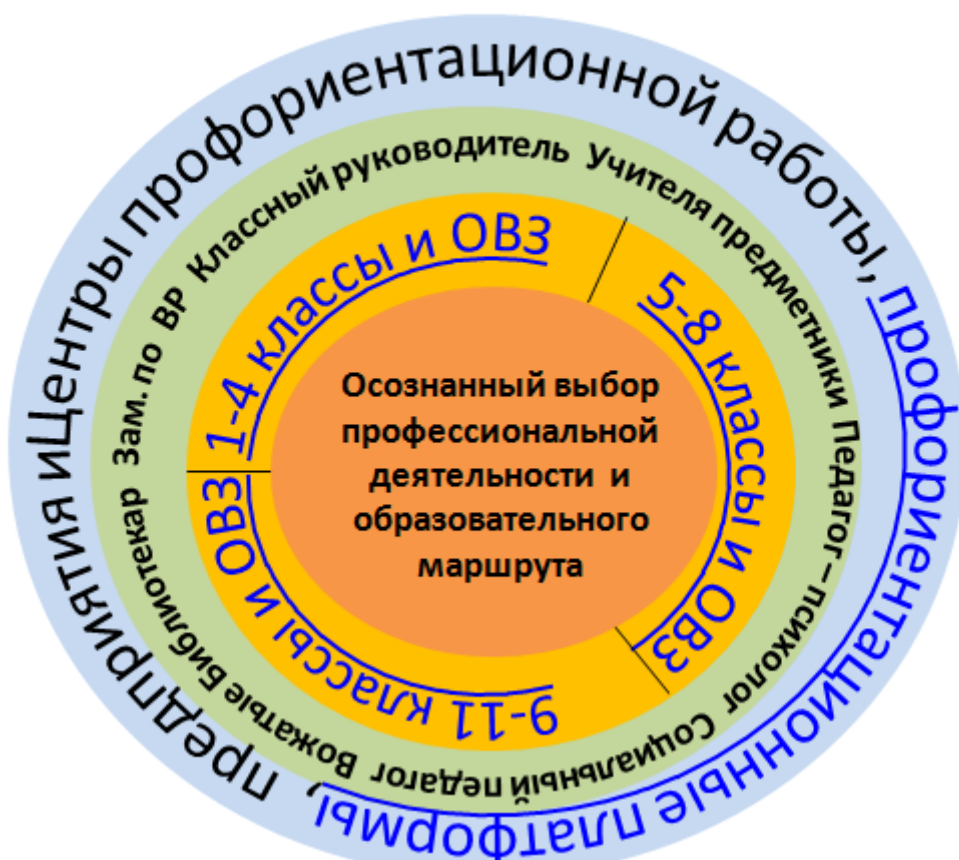 Центры профориентационной работы, профориентационные платформы, предприятия и
Зам. по ВР Классный руководитель Учителя предметники Педагог – психолог Социальный педагог Вожатые Библиотекар
1-4 классы и ОВЗ
5-8 классы и ОВЗ
9-11 классы и ОВЗ
Осознанный выбор
профессиональной
деятельности и
образовательного
маршрута